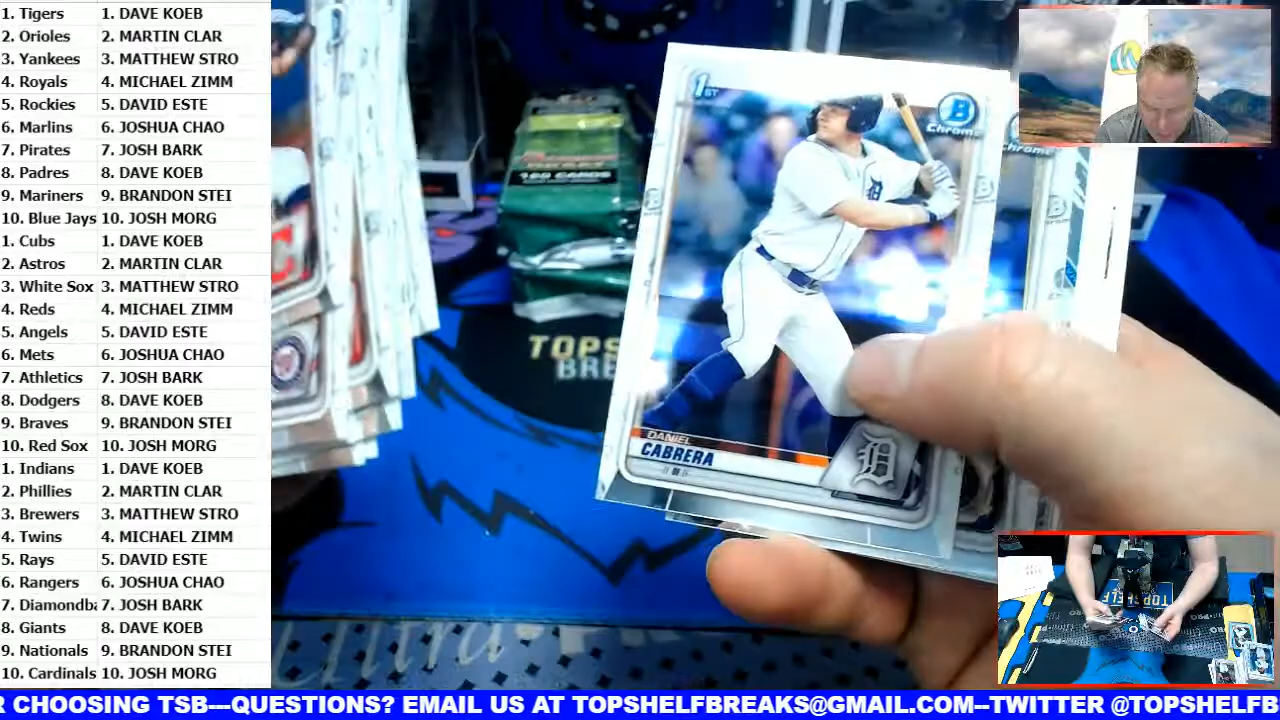 1. Tigers 1. DAVE KOEB
2. Orioles 2. MARTIN CLAR
3. Yankees 3. MATTHEW STRO
4. Royals 4. MICHAEL ZIMM
5. Rockies 5. DAVID ESTE
6. Marlins 6. JOSHUA CHAO
7. Pirates 7. JOSH BARK
8. Padres 8. DAVE KOEB
9. Mariners 9. BRANDON STEI
10. Blue Jays 10. JOSH MORG
1. Cubs 1. DAVE KOEB
2. Astros 2. MARTIN CLAR
3. White Sox 3. MATTHEW STRO
4. Reds 4. MICHAEL ZIMM
5. Angels 5. DAVID ESTE
6. Mets 6. JOSHUA CHAO
7. Athletics 7. JOSH BARK
8. Dodgers 8. DAVE KOEB
9. Braves 9. BRANDON STEI
10. Red Sox 10. JOSH MORG
1. Indians 1. DAVE KOEB
2. Phillies 2. MARTIN CLAR
3. Brewers 3. MATTHEW STRO
4. Twins 4. MICHAEL ZIMM
5. Rays 5. DAVID ESTE
6. Rangers 6. JOSHUA CHAO
7. Diamondba 7. JOSH BARK
8. Giants 8. DAVE KOEB
9. Nationals 9. BRANDON STEI
10. Cardinals 10. JOSH MORG
1ST
B
Chrome
Chrome
TOPS
BRE
DANIEL
CABRERA
OF
D
Ultra PRO
TOPSHELF
R CHOOSING TSB---QUESTIONS? EMAIL US AT TOPSHELFBREAKS@GMAIL.COM--TWITTER @TOPSHELFB